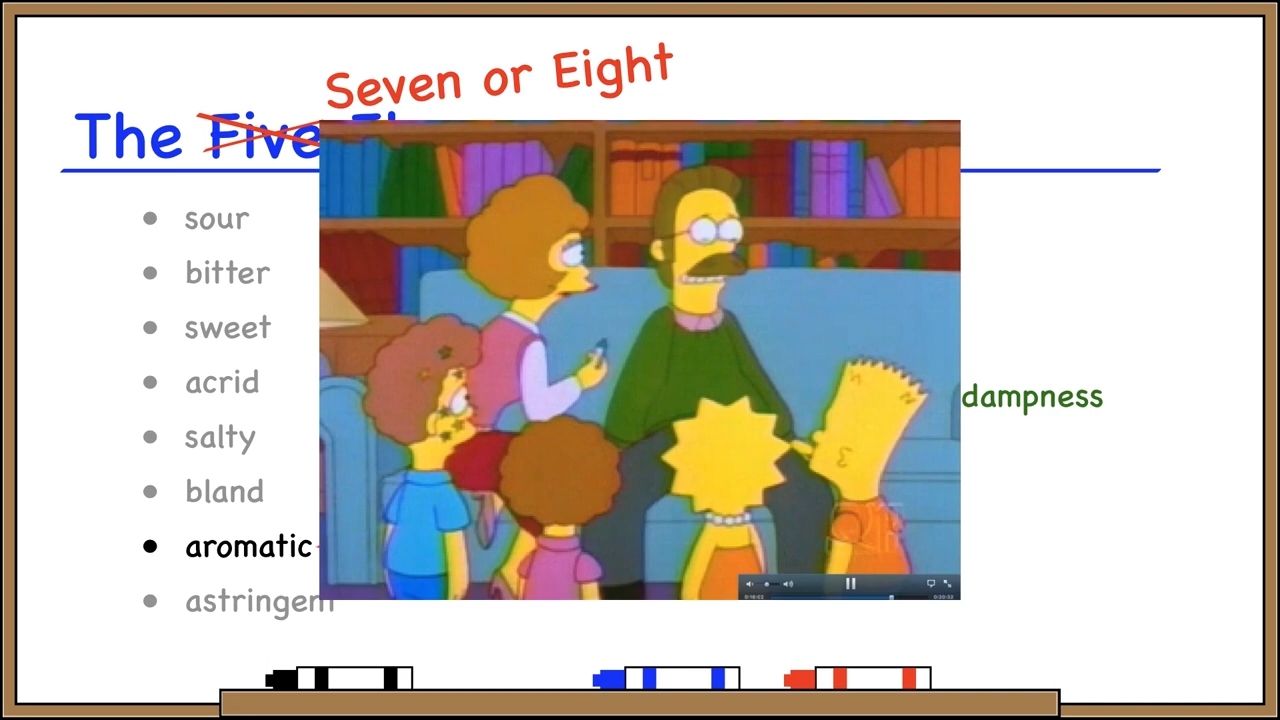 Seven or Eight
The Five
sour
bitter
sweet
acrid
dampness
salty
bland
aromatic
astringent